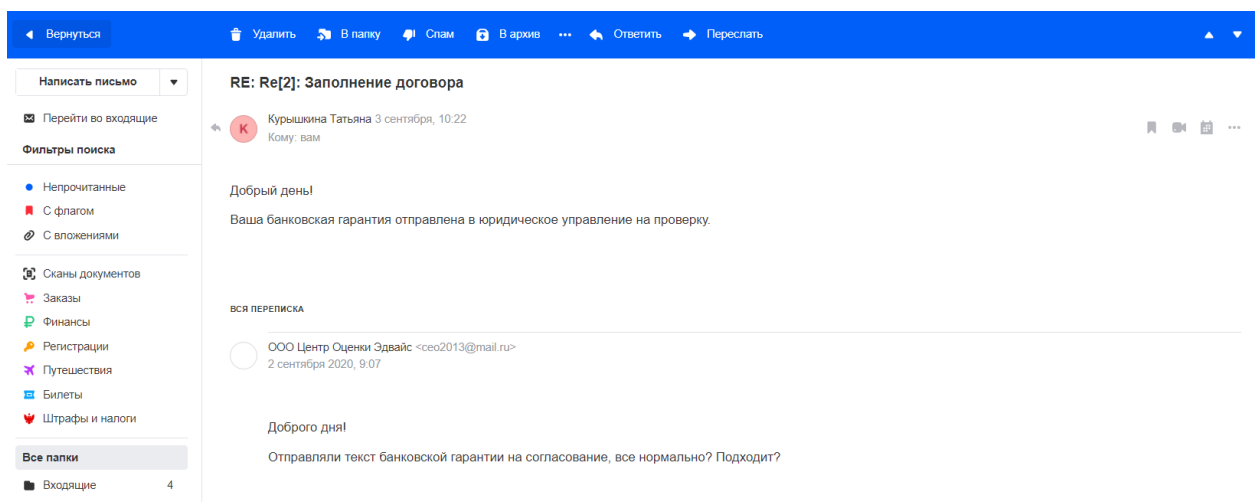 Вернуться
Удалить В папку Спам В архив ••• Ответить Переслать
Написать письмо
Перейти во входящие
Фильтры поиска
Непрочитанные
С флагом
С вложениями
Сканы документов
Заказы
Финансы
Регистрации
Путешествия
Билеты
Штрафы и налоги
Все папки
Входящие 4
RE: Re[2]: Заполнение договора
К
Курышкина Татьяна 3 сентября, 10:22
Кому: вам
Добрый день!
Ваша банковская гарантия отправлена в юридическое управление на проверку.
ВСЯ ПЕРЕПИСКА
ООО Центр Оценки Эдвайс <ceo2013@mail.ru>
2 сентября 2020, 9:07
Доброго дня!
Отправляли текст банковской гарантии на согласование, все нормально? Подходит?